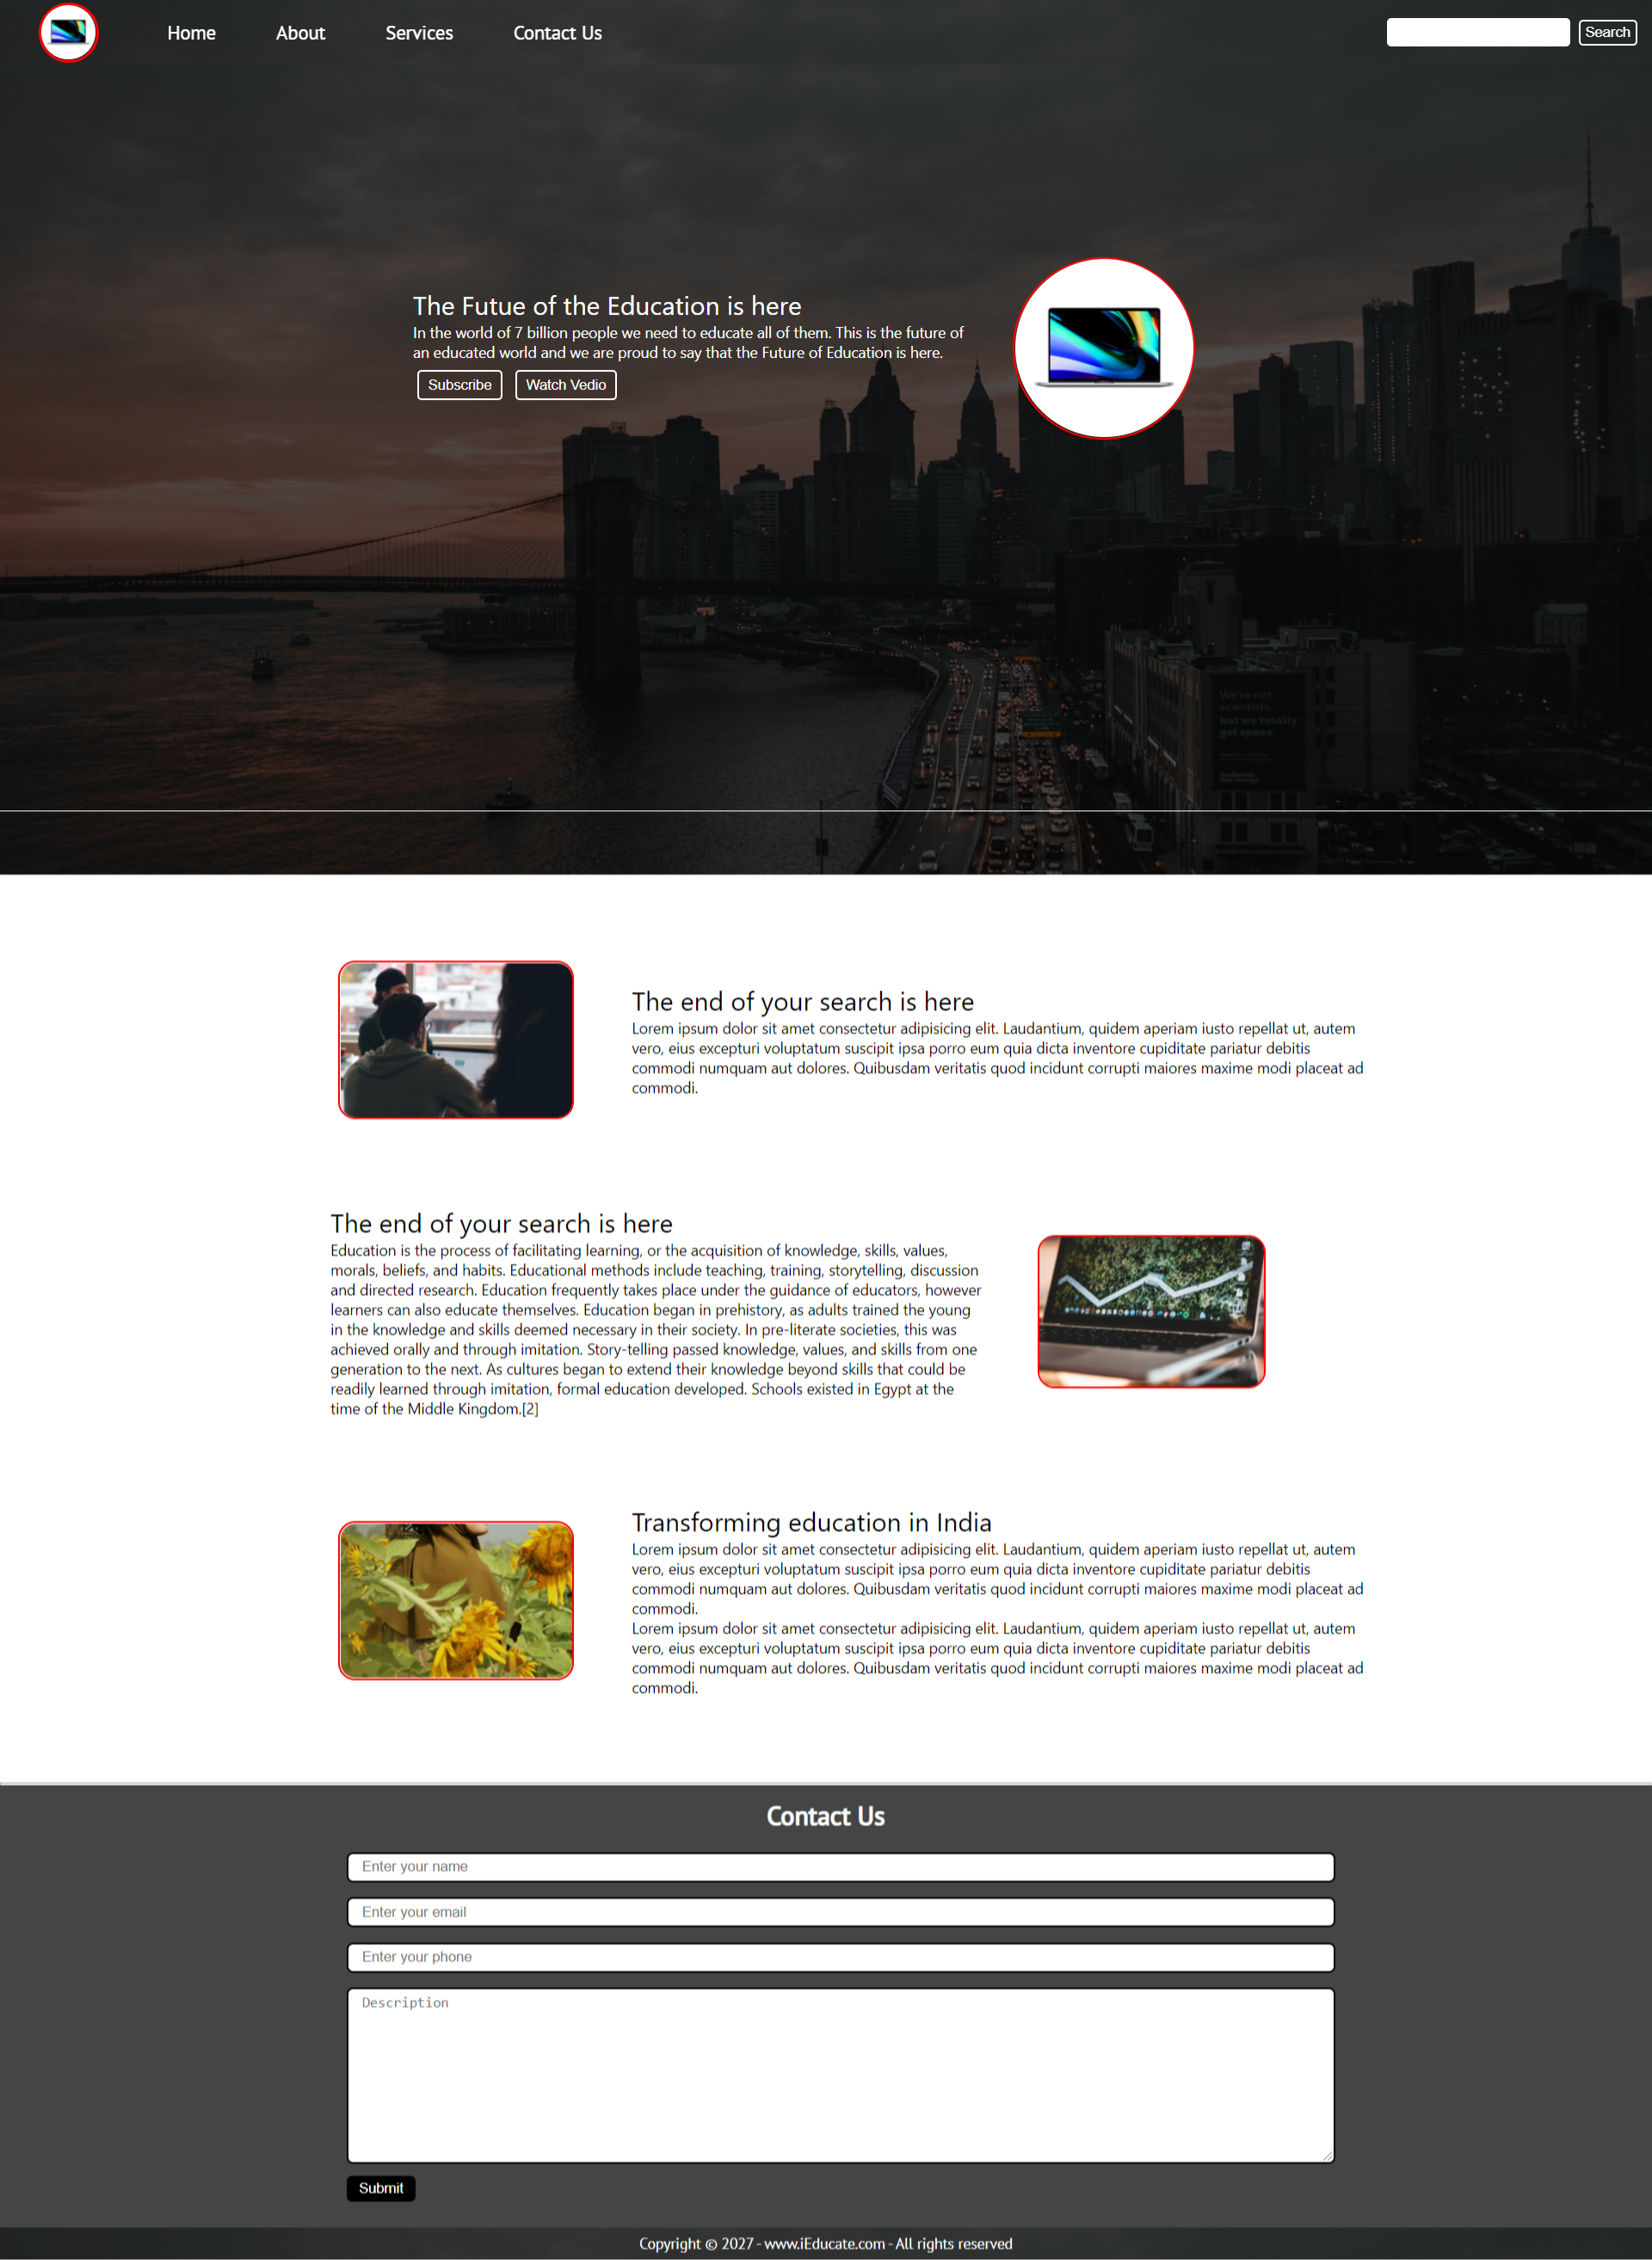 Home
About
Services
Contact Us
Search
The Futue of the Education is here
In the world of 7 billion people we need to educate all of them. This is the future of
an educated world and we are proud to say that the Future of Education is here.
Subscribe
Watch Vedio
We're not
scientists.
but we totally
got space.
The end of your search is here
Lorem ipsum dolor sit amet consectetur adipisicing elit. Laudantium, quidem aperiam iusto repellat ut, autem
vero, eius excepturi voluptatum suscipit ipsa porro eum quia dicta inventore cupiditate pariatur debitis
commodi numquam aut dolores. Quibusdam veritatis quod incidunt corrupti maiores maxime modi placeat ad
commodi.
The end of your search is here
Education is the process of facilitating learning, or the acquisition of knowledge, skills, values,
morals, beliefs, and habits. Educational methods include teaching, training, storytelling, discussion
and directed research. Education frequently takes place under the guidance of educators, however
learners can also educate themselves. Education began in prehistory, as adults trained the young
in the knowledge and skills deemed necessary in their society. In pre-literate societies, this was
achieved orally and through imitation. Story-telling passed knowledge, values, and skills from one
generation to the next. As cultures began to extend their knowledge beyond skills that could be
readily learned through imitation, formal education developed. Schools existed in Egypt at the
time of the Middle Kingdom.[2]
Transforming education in India
Lorem ipsum dolor sit amet consectetur adipisicing elit. Laudantium, quidem aperiam iusto repellat ut, autem
vero, eius excepturi voluptatum suscipit ipsa porro eum quia dicta inventore cupiditate pariatur debitis
commodi numquam aut dolores. Quibusdam veritatis quod incidunt corrupti maiores maxime modi placeat ad
commodi.
Lorem ipsum dolor sit amet consectetur adipisicing elit. Laudantium, quidem aperiam iusto repellat ut, autem
vero, eius excepturi voluptatum suscipit ipsa porro eum quia dicta inventore cupiditate pariatur debitis
commodi numquam aut dolores. Quibusdam veritatis quod incidunt corrupti maiores maxime modi placeat ad
commodi.
Contact Us
Enter your name
Enter your email
Enter your phone
Description
Submit
Copyright © 2027 - www.iEducate.com - All rights reserved